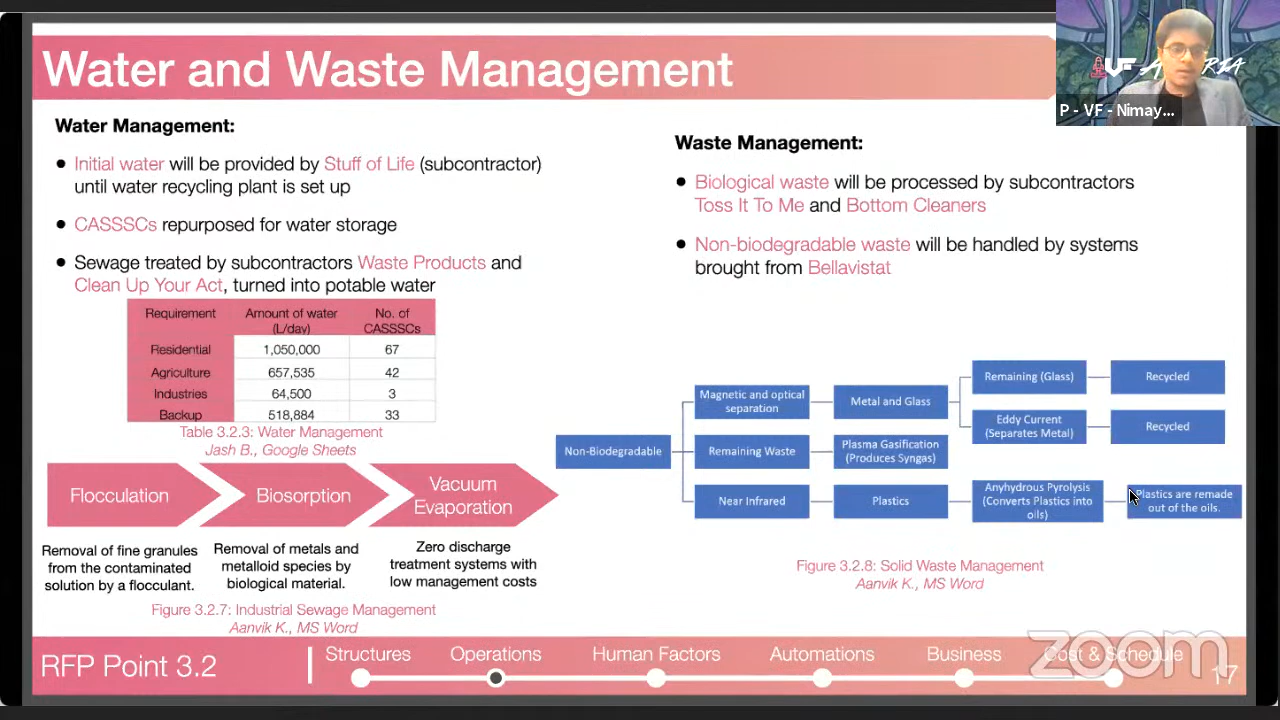 Water and Waste Management
P - VF - Nimay...
Water Management:
• Initial water will be provided by Stuff of Life (subcontractor)
until water recycling plant is set up
• CASSSCs repurposed for water storage
• Sewage treated by subcontractors Waste Products and
Clean Up Your Act, turned into potable water
Requirement Amount of water (L/day) No. of CASSSCs
Residential 1,050,000 67
Agriculture 657,535 42
Industries 64,500 3
Backup 518,884 33
Table 3.2.3: Water Management
Jash B., Google Sheets
Flocculation
Biosorption
Vacuum
Evaporation
Removal of fine granules
from the contaminated
solution by a flocculant.
Removal of metals and
metalloid species by
biological material.
Zero discharge
treatment systems with
low management costs
Figure 3.2.7: Industrial Sewage Management
Aanvik K., MS Word
Waste Management:
• Biological waste will be processed by subcontractors
Toss It To Me and Bottom Cleaners
• Non-biodegradable waste will be handled by systems
brought from Bellavistat
Non-Biodegradable
Magnetic and optical
separation
Metal and Glass
Remaining (Glass)
Recycled
Eddy Current
(Separates Metal)
Recycled
Remaining Waste
Plasma Gasification
(Produces Syngas)
Near Infrared
Plastics
Anyhydrous Pyrolysis
(Converts Plastics into
oils)
Plastics are remade
out of the oils.
Figure 3.2.8: Solid Waste Management
Aanvik K., MS Word
RFP Point 3.2
Structures
Operations
Human Factors
Automations
Business
Cost & Schedule
zoom
17